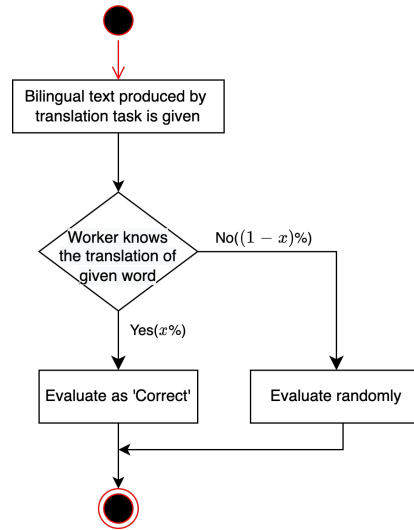 Bilingual text produced by
translation task is given
Worker knows
the translation of
given word
No((1 − x)%)
Yes(x%)
Evaluate as 'Correct'
Evaluate randomly